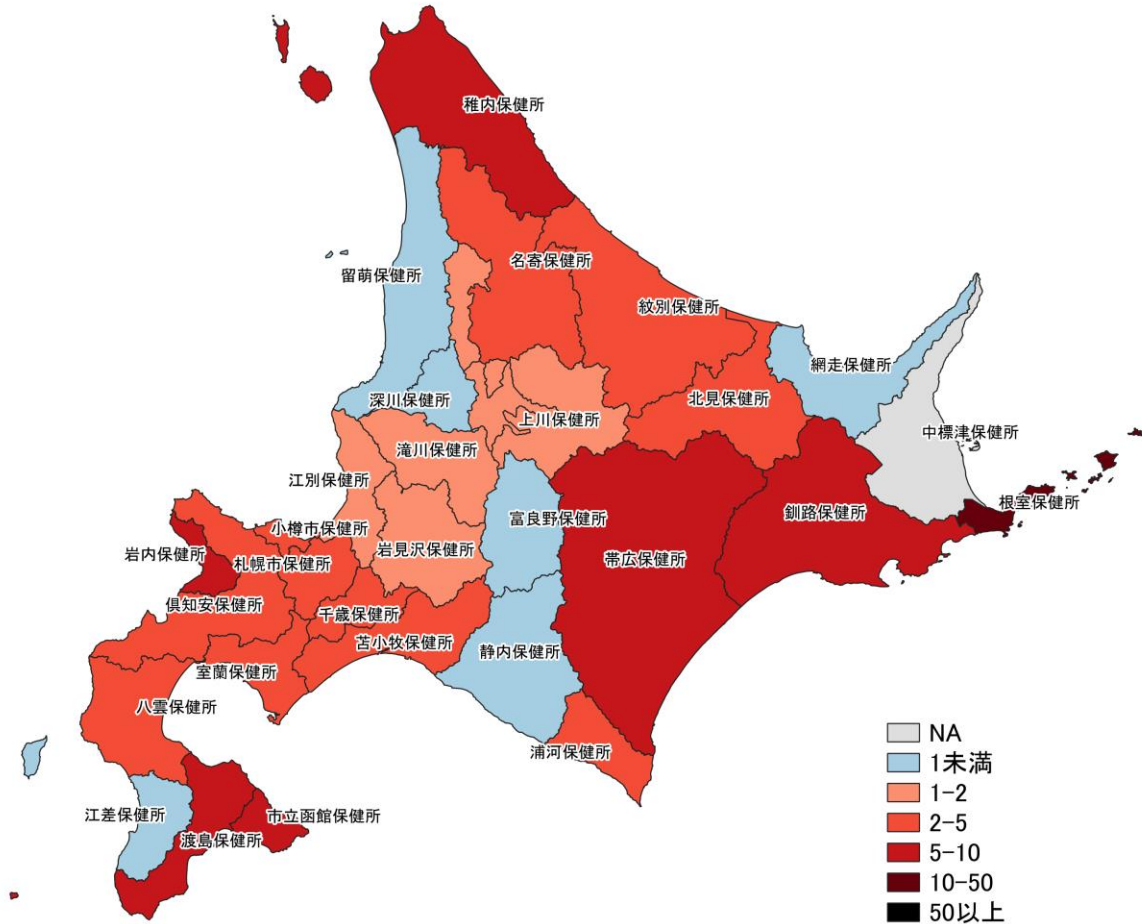 稚内保健所
名寄保健所
留萌保健所
紋別保健所
網走保健所
深川保健所
北見保健所
上川保健所
中標津保健所
滝川保健所
江別保健所
根室保健所
釧路保健所
富良野保健所
小樽市保健所
岩見沢保健所
岩内保健所
札幌市保健所
帯広保健所
倶知安保健所
千歳保健所
苫小牧保健所
静内保健所
室蘭保健所
八雲保健所
浦河保健所
江差保健所
市立函館保健所
渡島保健所
NA
1未満
1-2
2-5
5-10
10-50
50以上